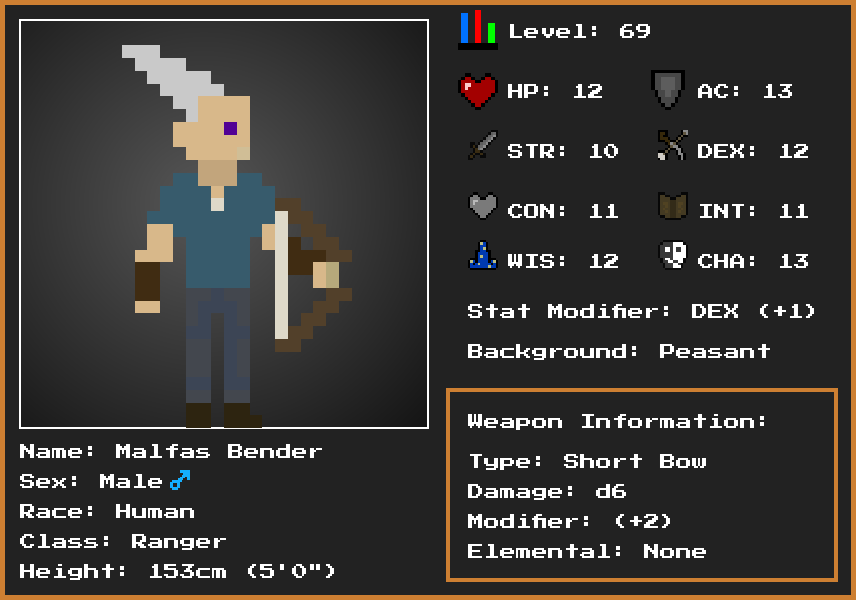 Level: 69
HP: 12 AC: 13
STR: 10 DEX: 12
CON: 11 INT: 11
WIS: 12 CHA: 13
Stat Modifier: DEX (+1)
Background: Peasant
Weapon Information:
Type: Short Bow
Damage: d6
Modifier: (+2)
Elemental: None
Name: Malfas Bender
Sex: Male ♂
Race: Human
Class: Ranger
Height: 153cm (5'0")